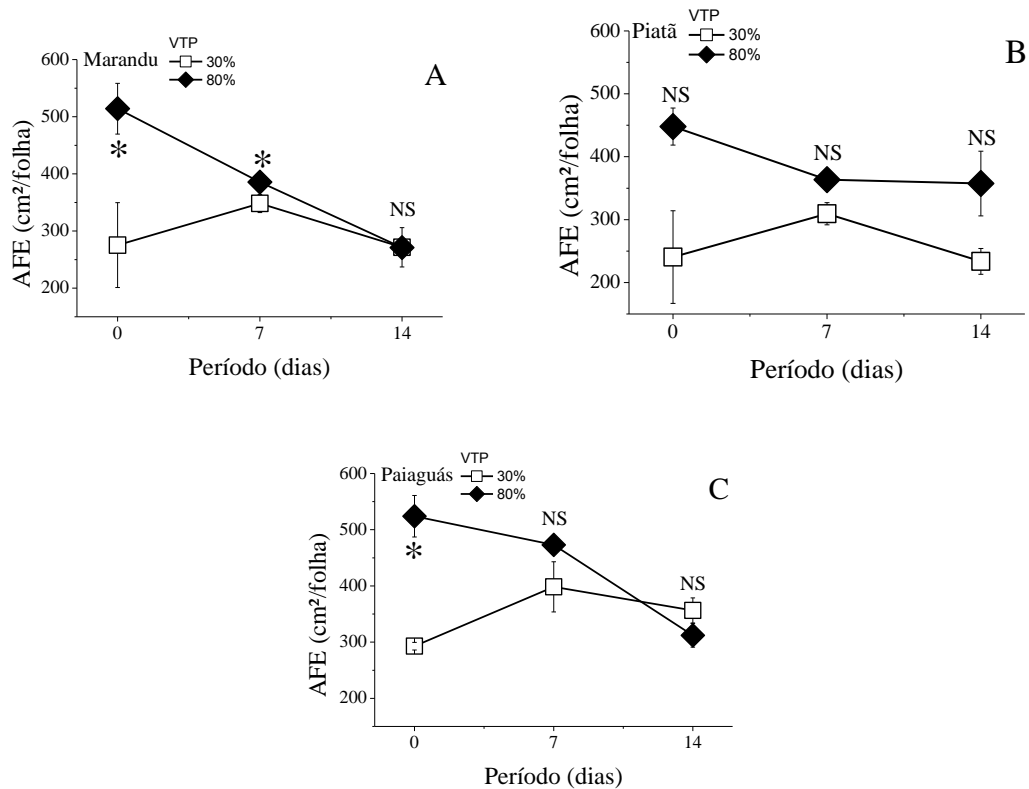 Marandu
VTP
30%
80%
A
*
*
NS
600
500
400
300
200
AFE (cm²/folha)
0
7
14
Período (dias)
Piatã
VTP
30%
80%
B
NS
NS
NS
600
500
400
300
200
AFE (cm²/folha)
0
7
14
Período (dias)
Paiaguás
VTP
30%
80%
C
*
NS
NS
600
500
400
300
200
AFE (cm²/folha)
0
7
14
Período (dias)